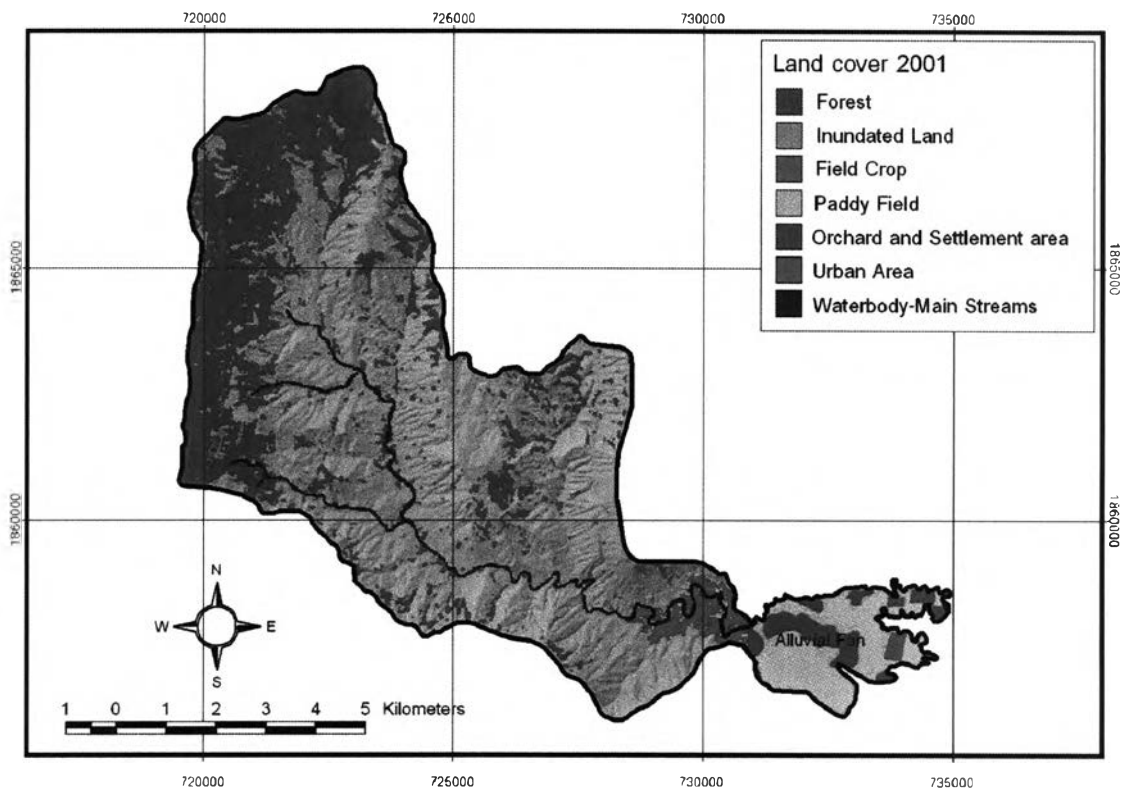 720000 725000 730000 735000
Land cover 2001
Forest
Inundated Land
Field Crop
Paddy Field
Orchard and Settlement area
Urban Area
Waterbody-Main Streams
1865000 1865000
1860000 1860000
N
W E
S
Alluvial Fan
1 0 1 2 3 4 5 Kilometers
720000 725000 730000 735000